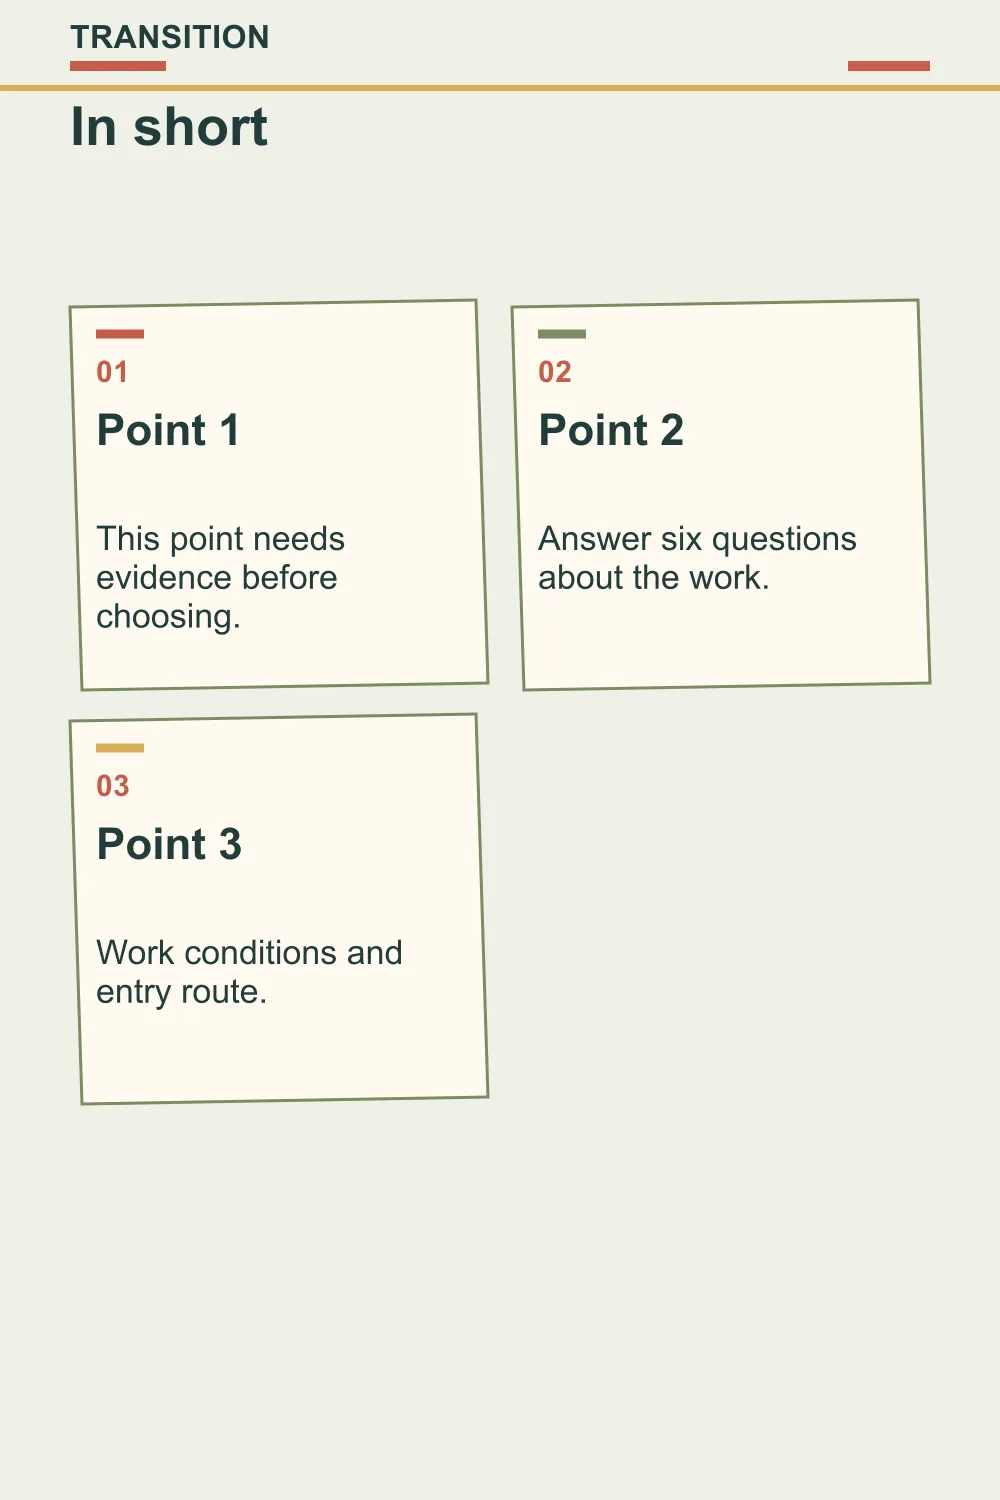 TRANSITION
In short
01
Point 1
This point needs
evidence before
choosing.
02
Point 2
Answer six questions
about the work.
03
Point 3
Work conditions and
entry route.